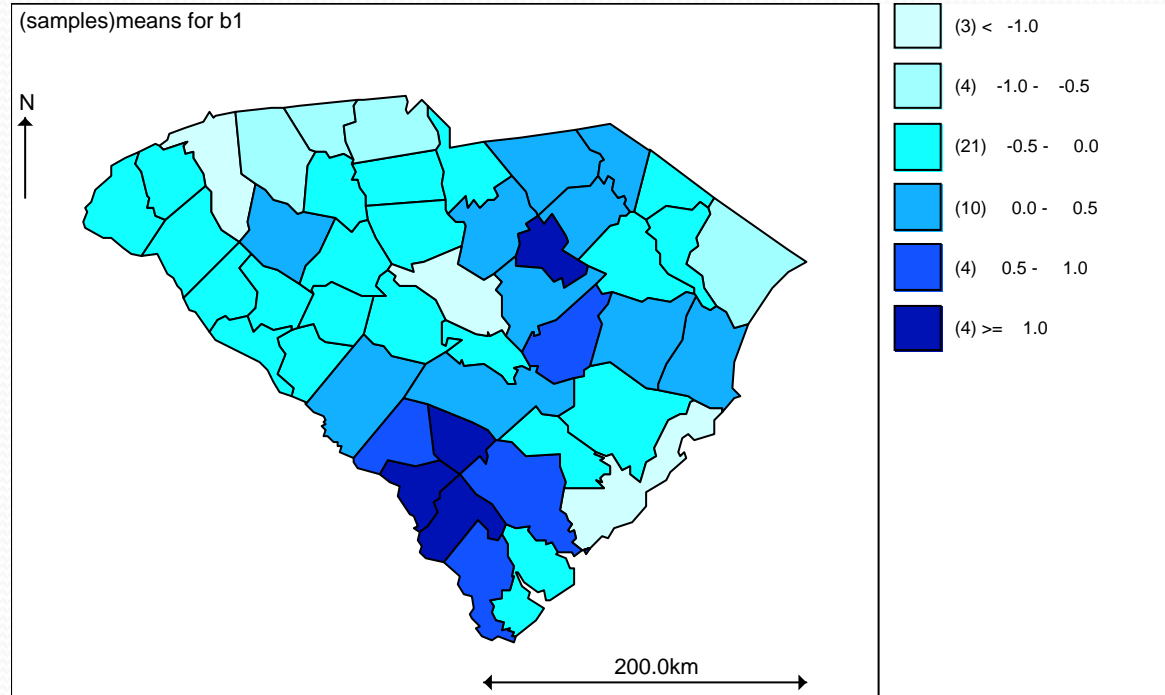 (samples)means for b1
N
200.0km
(3) < -1.0
(4) -1.0 - -0.5
(21) -0.5 - 0.0
(10) 0.0 - 0.5
(4) 0.5 - 1.0
(4) >= 1.0